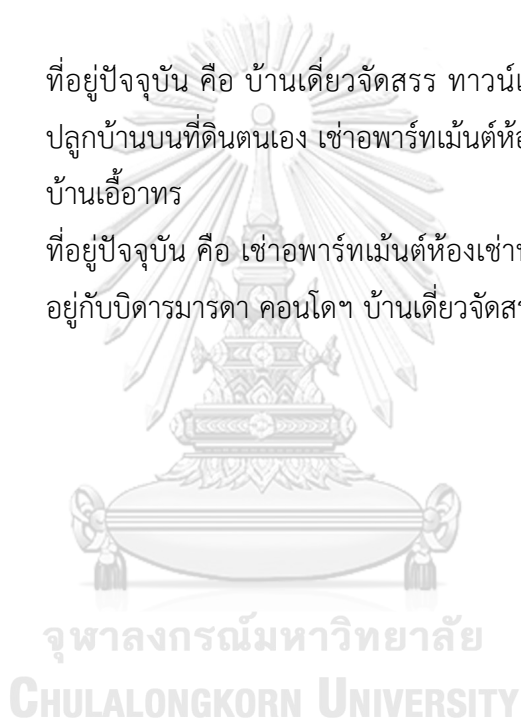 ที่อยู่ปัจจุบัน คือ บ้านเดี่ยวจัดสรร ทาวน์
ปลูกบ้านบนที่ดินตนเอง เช่าอพาร์ทเม้นต์
บ้านเอื้ออาทร
ที่อยู่ปัจจุบัน คือ เช่าอพาร์ทเม้นต์ห้องเช่า
อยู่กับบิดารมารดา คอนโดฯ บ้านเดี่ยว
จุฬาลงกรณ์มหาวิทยาลัย
CHULALONGKORN UNIVERSITY